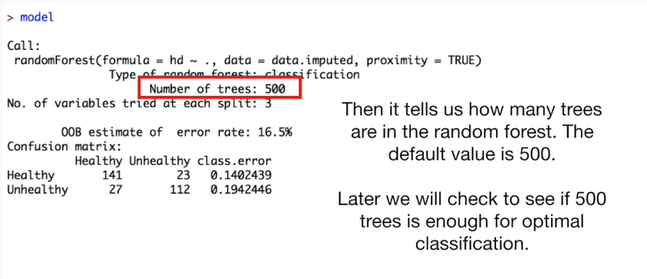 > model
Call:
randomForest(formula = hd ~ ., data = data.imputed, proximity = TRUE)
Type of random forest: classification
Number of trees: 500
No. of variables tried at each split: 3
OOB estimate of  error rate: 16.5%
Confusion matrix:
Healthy Unhealthy class.error
Healthy 141 23 0.1402439
Unhealthy 27 112 0.1942446
Then it tells us how many trees
are in the random forest. The
default value is 500.
Later we will check to see if 500
trees is enough for optimal
classification.